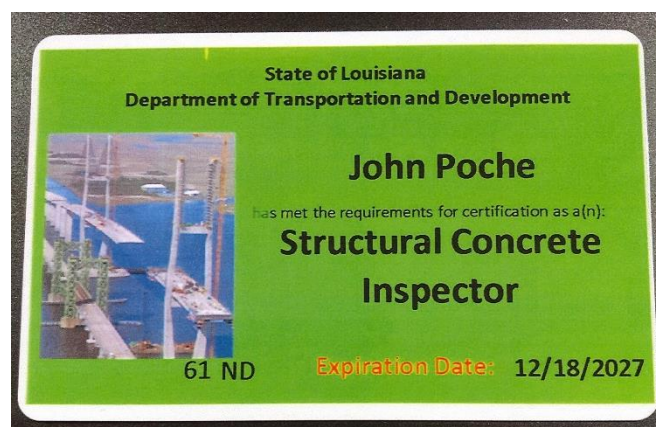 State of Louisiana
Department of Transportation and Development
John Poche
has met the requirements for certification as a(n):
Structural Concrete
Inspector
61 ND
Expiration Date: 12/18/2027